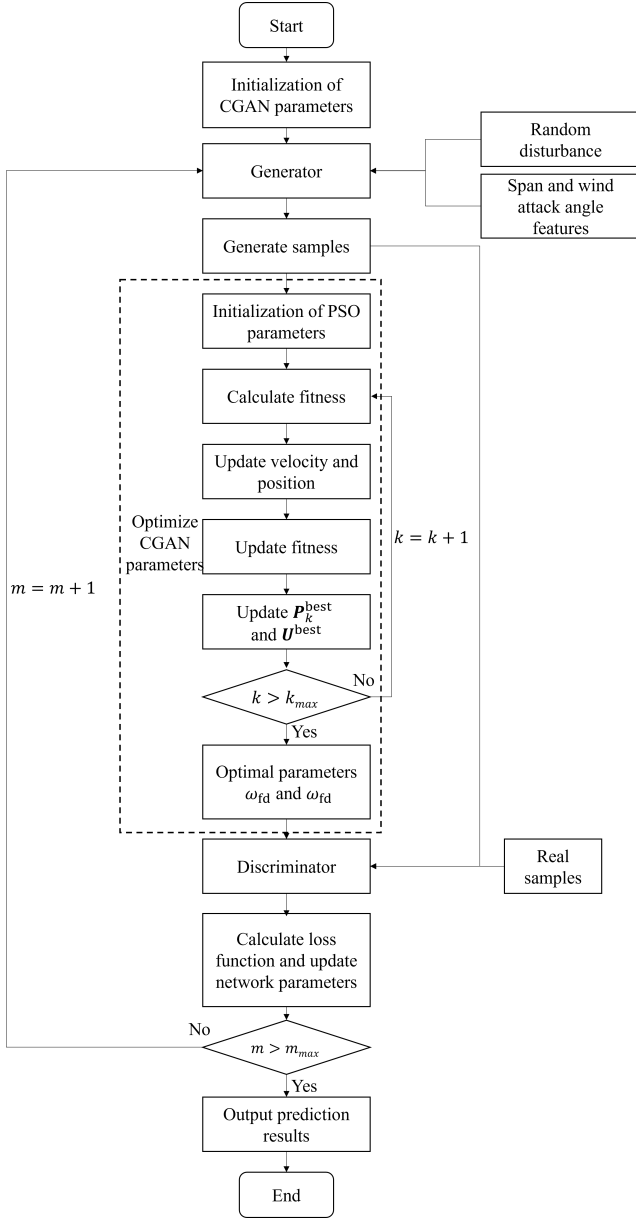 Start
Initialization of
CGAN parameters
Random
disturbance
Generator
Span and wind
attack angle
features
Generate samples
Initialization of PSO
parameters
Calculate fitness
Update velocity and
position
Optimize
CGAN
parameters
Update fitness
k = k + 1
m = m + 1
Update P_k^best
and U^best
No
k > k_max
Yes
Optimal parameters
ω_fd and ω_fd
Discriminator
Real
samples
Calculate loss
function and update
network parameters
No
m > m_max
Yes
Output prediction
results
End